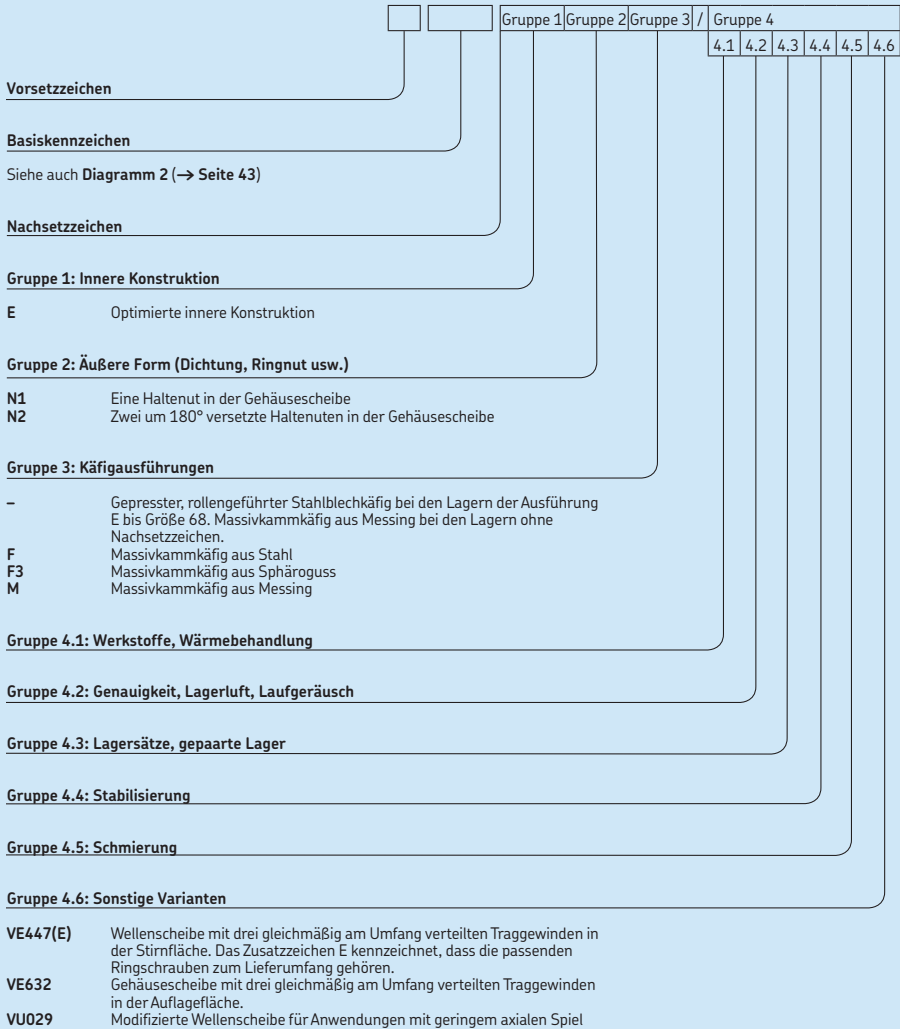 Gruppe 1 Gruppe 2 Gruppe 3 / Gruppe 4
4.1 4.2 4.3 4.4 4.5 4.6
Vorsetzzeichen
Basiskennzeichen
Siehe auch Diagramm 2 (→ Seite 43)
Nachsetzzeichen
Gruppe 1: Innere Konstruktion
E Optimierte innere Konstruktion
Gruppe 2: Äußere Form (Dichtung, Ringnut usw.)
N1 Eine Haltenut in der Gehäusescheibe
N2 Zwei um 180° versetzte Haltenuten in der Gehäusescheibe
Gruppe 3: Käfigausführungen
– Gepresster, rollengeführter Stahlblechkäfig bei den Lagern der Ausführung
E bis Größe 68. Massivkammkäfig aus Messing bei den Lagern ohne
Nachsetzzeichen.
F Massivkammkäfig aus Stahl
F3 Massivkammkäfig aus Sphäroguss
M Massivkammkäfig aus Messing
Gruppe 4.1: Werkstoffe, Wärmebehandlung
Gruppe 4.2: Genauigkeit, Lagerluft, Laufgeräusch
Gruppe 4.3: Lagersätze, gepaarte Lager
Gruppe 4.4: Stabilisierung
Gruppe 4.5: Schmierung
Gruppe 4.6: Sonstige Varianten
VE447(E) Wellenscheibe mit drei gleichmäßig am Umfang verteilten Traggewinden in
der Stirnfläche. Das Zusatzzeichen E kennzeichnet, dass die passenden
Ringschrauben zum Lieferumfang gehören.
VE632 Gehäusescheibe mit drei gleichmäßig am Umfang verteilten Traggewinden
in der Auflagefläche.
VU029 Modifizierte Wellenscheibe für Anwendungen mit geringem axialen Spiel